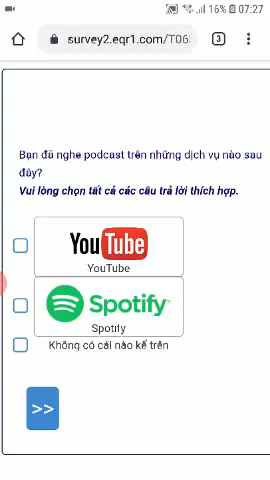 16% 07:27
survey2.eqr1.com/T06
3
Bạn đã nghe podcast trên những dịch vụ nào sau
đây?
Vui lòng chọn tất cả các câu trả lời thích hợp.
YouTube
YouTube
Spotify
Spotify
Không có cái nào kể trên
>>